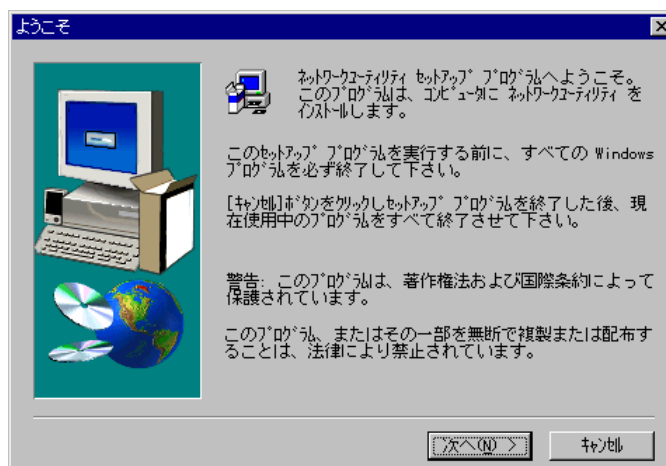 ようこそ
ﾈｯﾄﾜｰｸﾕｰﾃｨﾘﾃｨ ｾｯﾄｱｯﾌﾟ ﾌﾟﾛｸﾞﾗﾑへようこそ。
このﾌﾟﾛｸﾞﾗﾑは、ｺﾝﾋﾟｭｰﾀに ﾈｯﾄﾜｰｸﾕｰﾃｨﾘﾃｨ を
ｲﾝｽﾄｰﾙします。
このｾｯﾄｱｯﾌﾟ ﾌﾟﾛｸﾞﾗﾑを実行する前に、すべての Windows
ﾌﾟﾛｸﾞﾗﾑを必ず終了して下さい。
[ｷｬﾝｾﾙ]ﾎﾞﾀﾝをｸﾘｯｸしｾｯﾄｱｯﾌﾟ ﾌﾟﾛｸﾞﾗﾑを終了した後、現
在使用中のﾌﾟﾛｸﾞﾗﾑをすべて終了させて下さい。
警告: このﾌﾟﾛｸﾞﾗﾑは、著作権法および国際条約によって
保護されています。
このﾌﾟﾛｸﾞﾗﾑ、またはその一部を無断で複製または配布す
ることは、法律により禁止されています。
次へ(N) >
ｷｬﾝｾﾙ